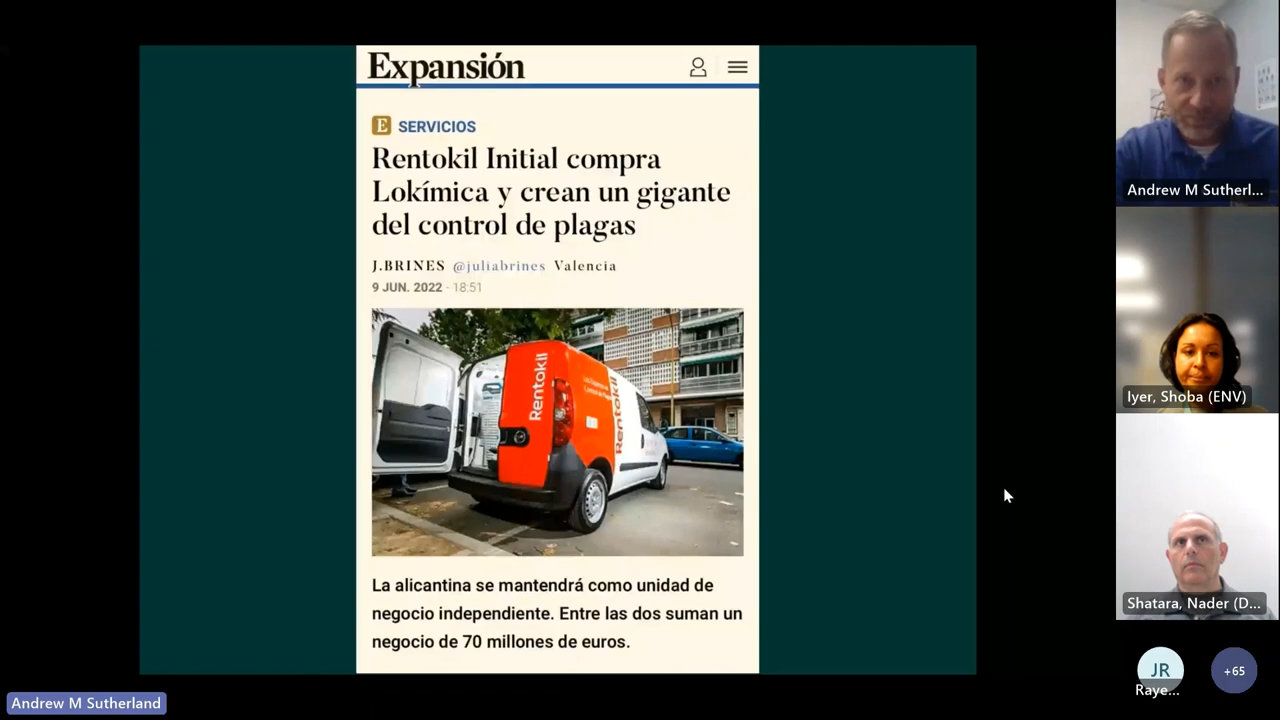 Expansión
E SERVICIOS
Rentokil Initial compra
Lokímica y crean un gigante
del control de plagas
J.BRINES @juliabrines Valencia
9 JUN. 2022 - 18:51
Rentokil
Rentokil
La alicantina se mantendrá como unidad de
negocio independiente. Entre las dos suman un
negocio de 70 millones de euros.
Andrew M Sutherl...
Iyer, Shoba (ENV)
Shatara, Nader (D...
JR
Raye...
+65
Andrew M Sutherland